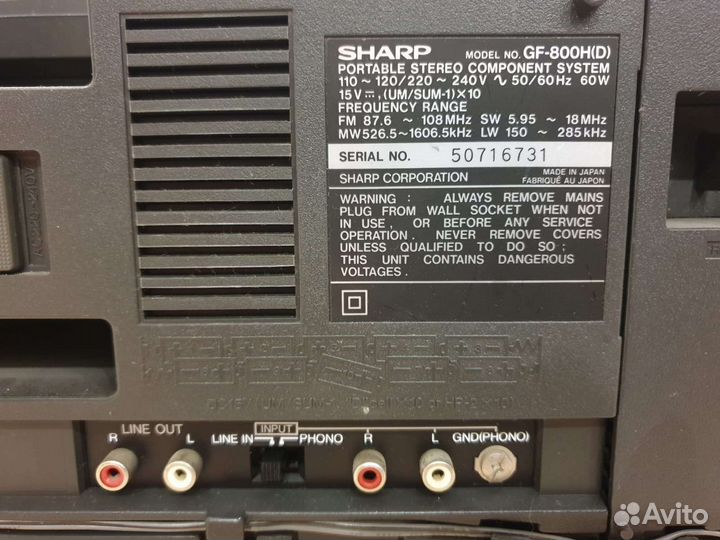 SHARP MODEL NO. GF-800H(D)
PORTABLE STEREO COMPONENT SYSTEM
110 ~ 120/220 ~ 240V ∿ 50/60Hz 60W
15V ⎓, (UM/SUM-1)×10
FREQUENCY RANGE
FM 87.6 ~ 108MHz SW 5.95 ~ 18MHz
MW 526.5~1606.5kHz LW 150 ~ 285kHz
SERIAL NO. 50716731
SHARP CORPORATION MADE IN JAPAN
FABRIQUÉ AU JAPON
WARNING : ALWAYS REMOVE MAINS
PLUG FROM WALL SOCKET WHEN NOT
IN USE, OR BEFORE ANY SERVICE
OPERATION. NEVER REMOVE COVERS
UNLESS QUALIFIED TO DO SO ;
THIS UNIT CONTAINS DANGEROUS
VOLTAGES.
LINE OUT
R L
INPUT
LINE IN PHONO
R L GND(PHONO)
Avito